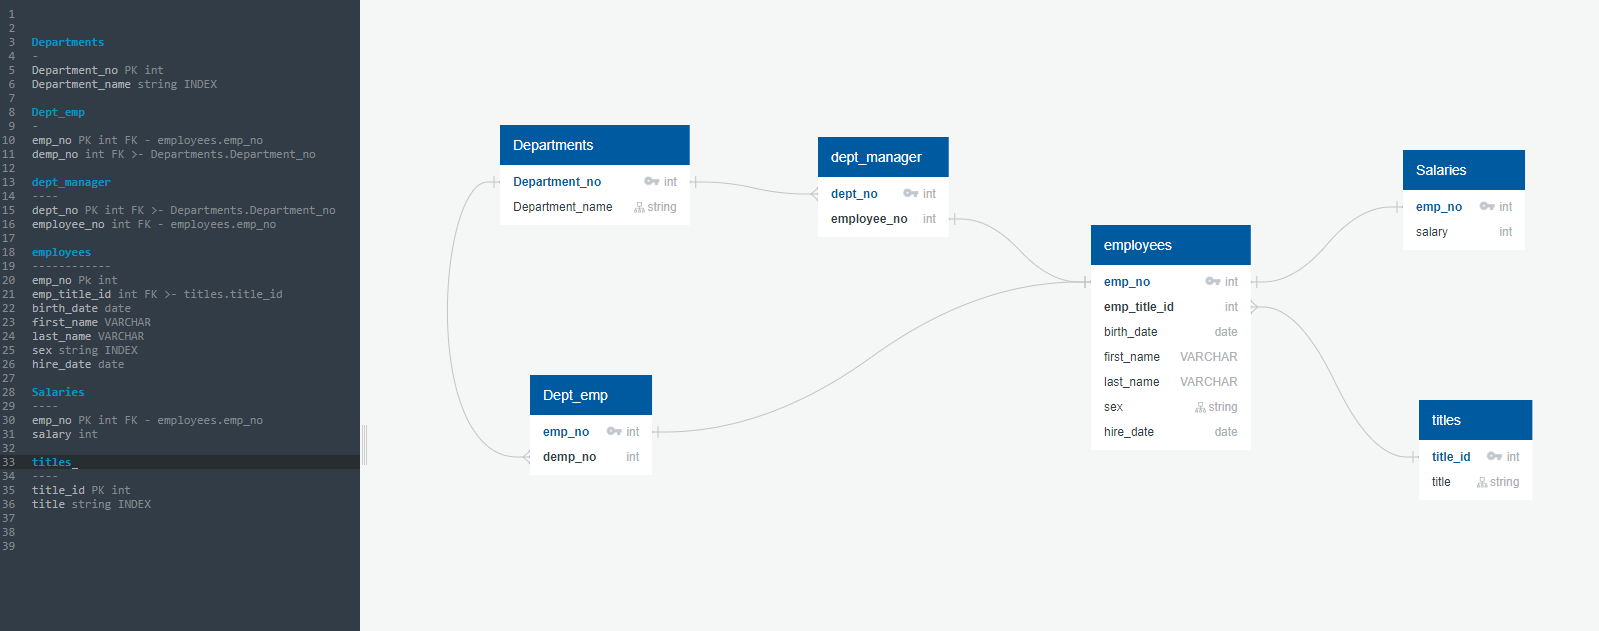 1
2
3 Departments
4 -
5 Department_no PK int
6 Department_name string INDEX
7
8 Dept_emp
9 -
10 emp_no PK int FK - employees.emp_no
11 demp_no int FK >- Departments.Department_no
12
13 dept_manager
14 ----
15 dept_no PK int FK >- Departments.Department_no
16 employee_no int FK - employees.emp_no
17
18 employees
19 ------------
20 emp_no Pk int
21 emp_title_id int FK >- titles.title_id
22 birth_date date
23 first_name VARCHAR
24 last_name VARCHAR
25 sex string INDEX
26 hire_date date
27
28 Salaries
29 ----
30 emp_no PK int FK - employees.emp_no
31 salary int
32
33 titles_
34 ----
35 title_id PK int
36 title string INDEX
37
38
39
Departments
Department_no int
Department_name string
dept_manager
dept_no int
employee_no int
Salaries
emp_no int
salary int
employees
emp_no int
emp_title_id int
birth_date date
first_name VARCHAR
last_name VARCHAR
sex string
hire_date date
Dept_emp
emp_no int
demp_no int
titles
title_id int
title string